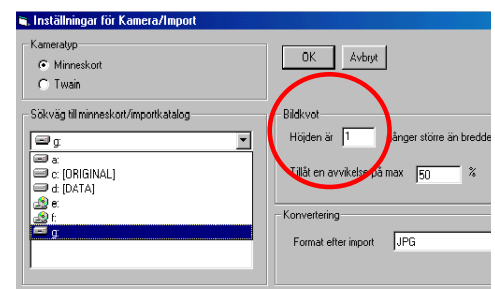 Inställningar för Kamera/Import
Kameratyp
Minneskort
Twain
OK
Avbryt
Sökväg till minneskort/importkatalog
g:
a:
c: [ORIGINAL]
d: [DATA]
e:
f:
g:
Bildkvot
Höjden är 1 gånger större än bredde
Tillåt en avvikelse på max 50 %
Konvertering
Format efter import JPG